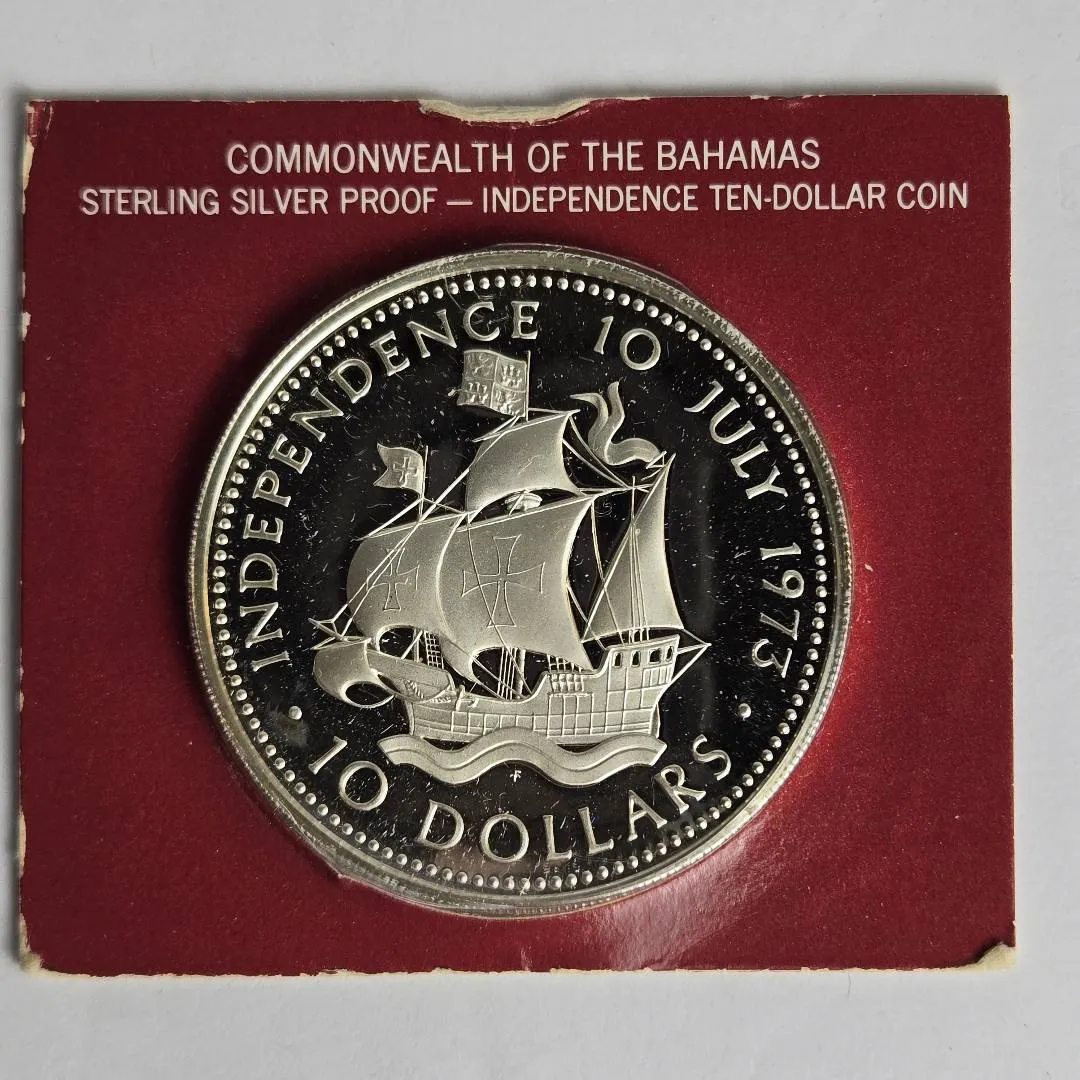 COMMONWEALTH OF THE BAHAMAS
STERLING SILVER PROOF — INDEPENDENCE TEN-DOLLAR COIN
INDEPENDENCE 10 JULY 1973
· 10 DOLLARS ·
F